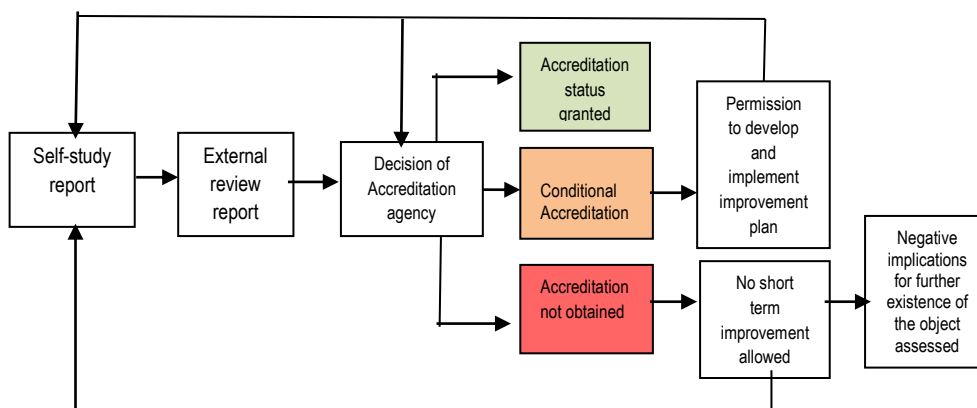 Self-study
report
External
review
report
Decision of
Accreditation
agency
Accreditation
status
granted
Conditional
Accreditation
Accreditation
not obtained
Permission
to develop
and
implement
improvement
plan
No short
term
improvement
allowed
Negative
implications
for further
existence of
the object
assessed